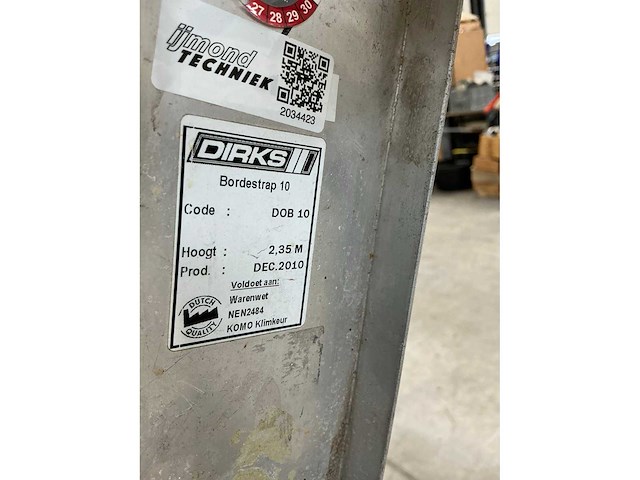 27 28 29 30
ijmond
TECHNIEK
2034423
DIRKS
Bordestrap 10
Code : DOB 10
Hoogt : 2,35 M
Prod. : DEC.2010
Voldoet aan:
Warenwet
NEN2484
KOMO Klimkeur
DUTCH
QUALITY